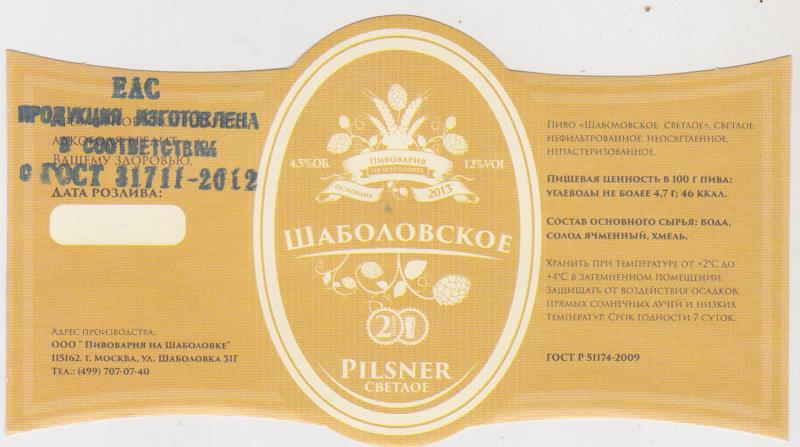 ЕАС
ПРОДУКЦИЯ ИЗГОТОВЛЕНА
В СООТВЕТСТВИИ
С ГОСТ 31711-2012
ВАШЕМУ ЗДОРОВЬЮ.
ДАТА РОЗЛИВА:
АДРЕС ПРОИЗВОДСТВА:
ООО " ПИВОВАРНЯ НА ШАБОЛОВКЕ"
115162, Г. МОСКВА, УЛ. ШАБОЛОВКА 31Г
ТЕЛ.: (499) 707-07-40
4,5%ОБ.
ПИВОВАРНЯ
НА ШАБОЛОВКЕ
12%VOL
ОСНОВАНА
2013
ШАБОЛОВСКОЕ
21
PILSNER
СВЕТЛОЕ
ПИВО «ШАБОЛОВСКОЕ СВЕТЛОЕ», СВЕТЛОЕ
НЕФИЛЬТРОВАННОЕ, НЕОСВЕТЛЕННОЕ,
НЕПАСТЕРИЗОВАННОЕ.
ПИЩЕВАЯ ЦЕННОСТЬ В 100 Г ПИВА:
УГЛЕВОДЫ НЕ БОЛЕЕ 4,7 Г; 46 ККАЛ.
СОСТАВ ОСНОВНОГО СЫРЬЯ: ВОДА,
СОЛОД ЯЧМЕННЫЙ, ХМЕЛЬ.
ХРАНИТЬ ПРИ ТЕМПЕРАТУРЕ ОТ +2°С ДО
+4°С В ЗАТЕМНЕННОМ ПОМЕЩЕНИИ.
ЗАЩИЩАТЬ ОТ ВОЗДЕЙСТВИЯ ОСАДКОВ,
ПРЯМЫХ СОЛНЕЧНЫХ ЛУЧЕЙ И НИЗКИХ
ТЕМПЕРАТУР. СРОК ГОДНОСТИ 7 СУТОК.
ГОСТ Р 51174-2009